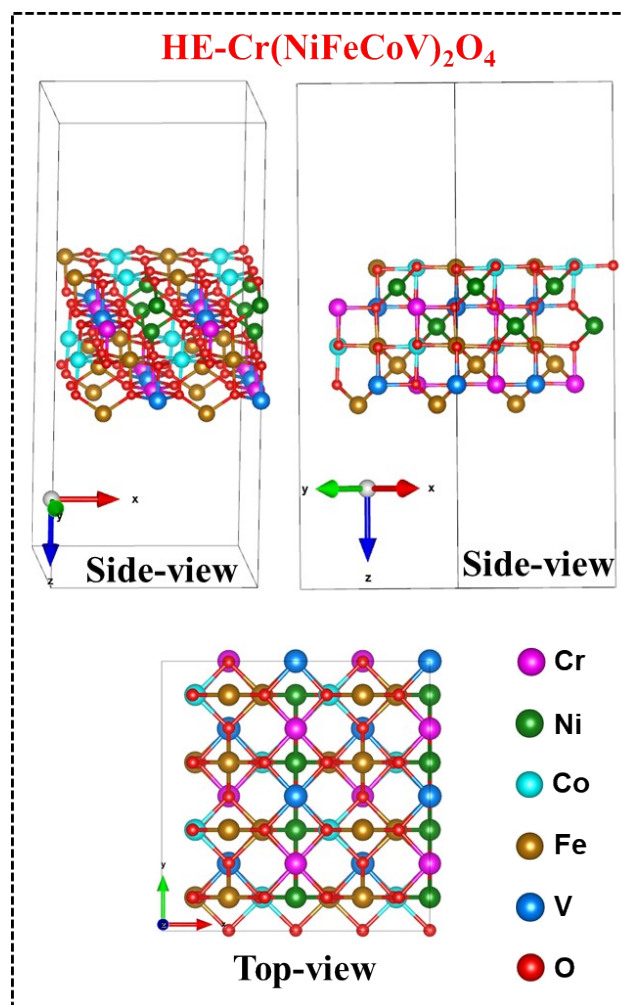 HE-Cr(NiFeCoV)₂O₄
x
y
z
Side-view
y
x
z
Side-view
Cr
Ni
Co
Fe
V
O
y
z
x
Top-view